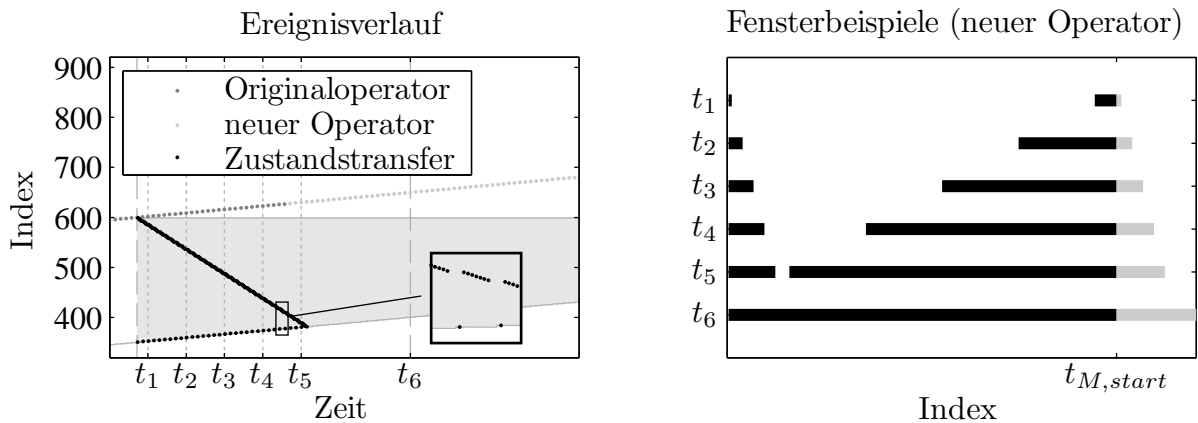 Ereignisverlauf
900
800
700
600
500
400
Index
Originaloperator
neuer Operator
Zustandstransfer
t1 t2 t3 t4 t5 t6
Zeit
Fensterbeispiele (neuer Operator)
t1
t2
t3
t4
t5
t6
tM,start
Index